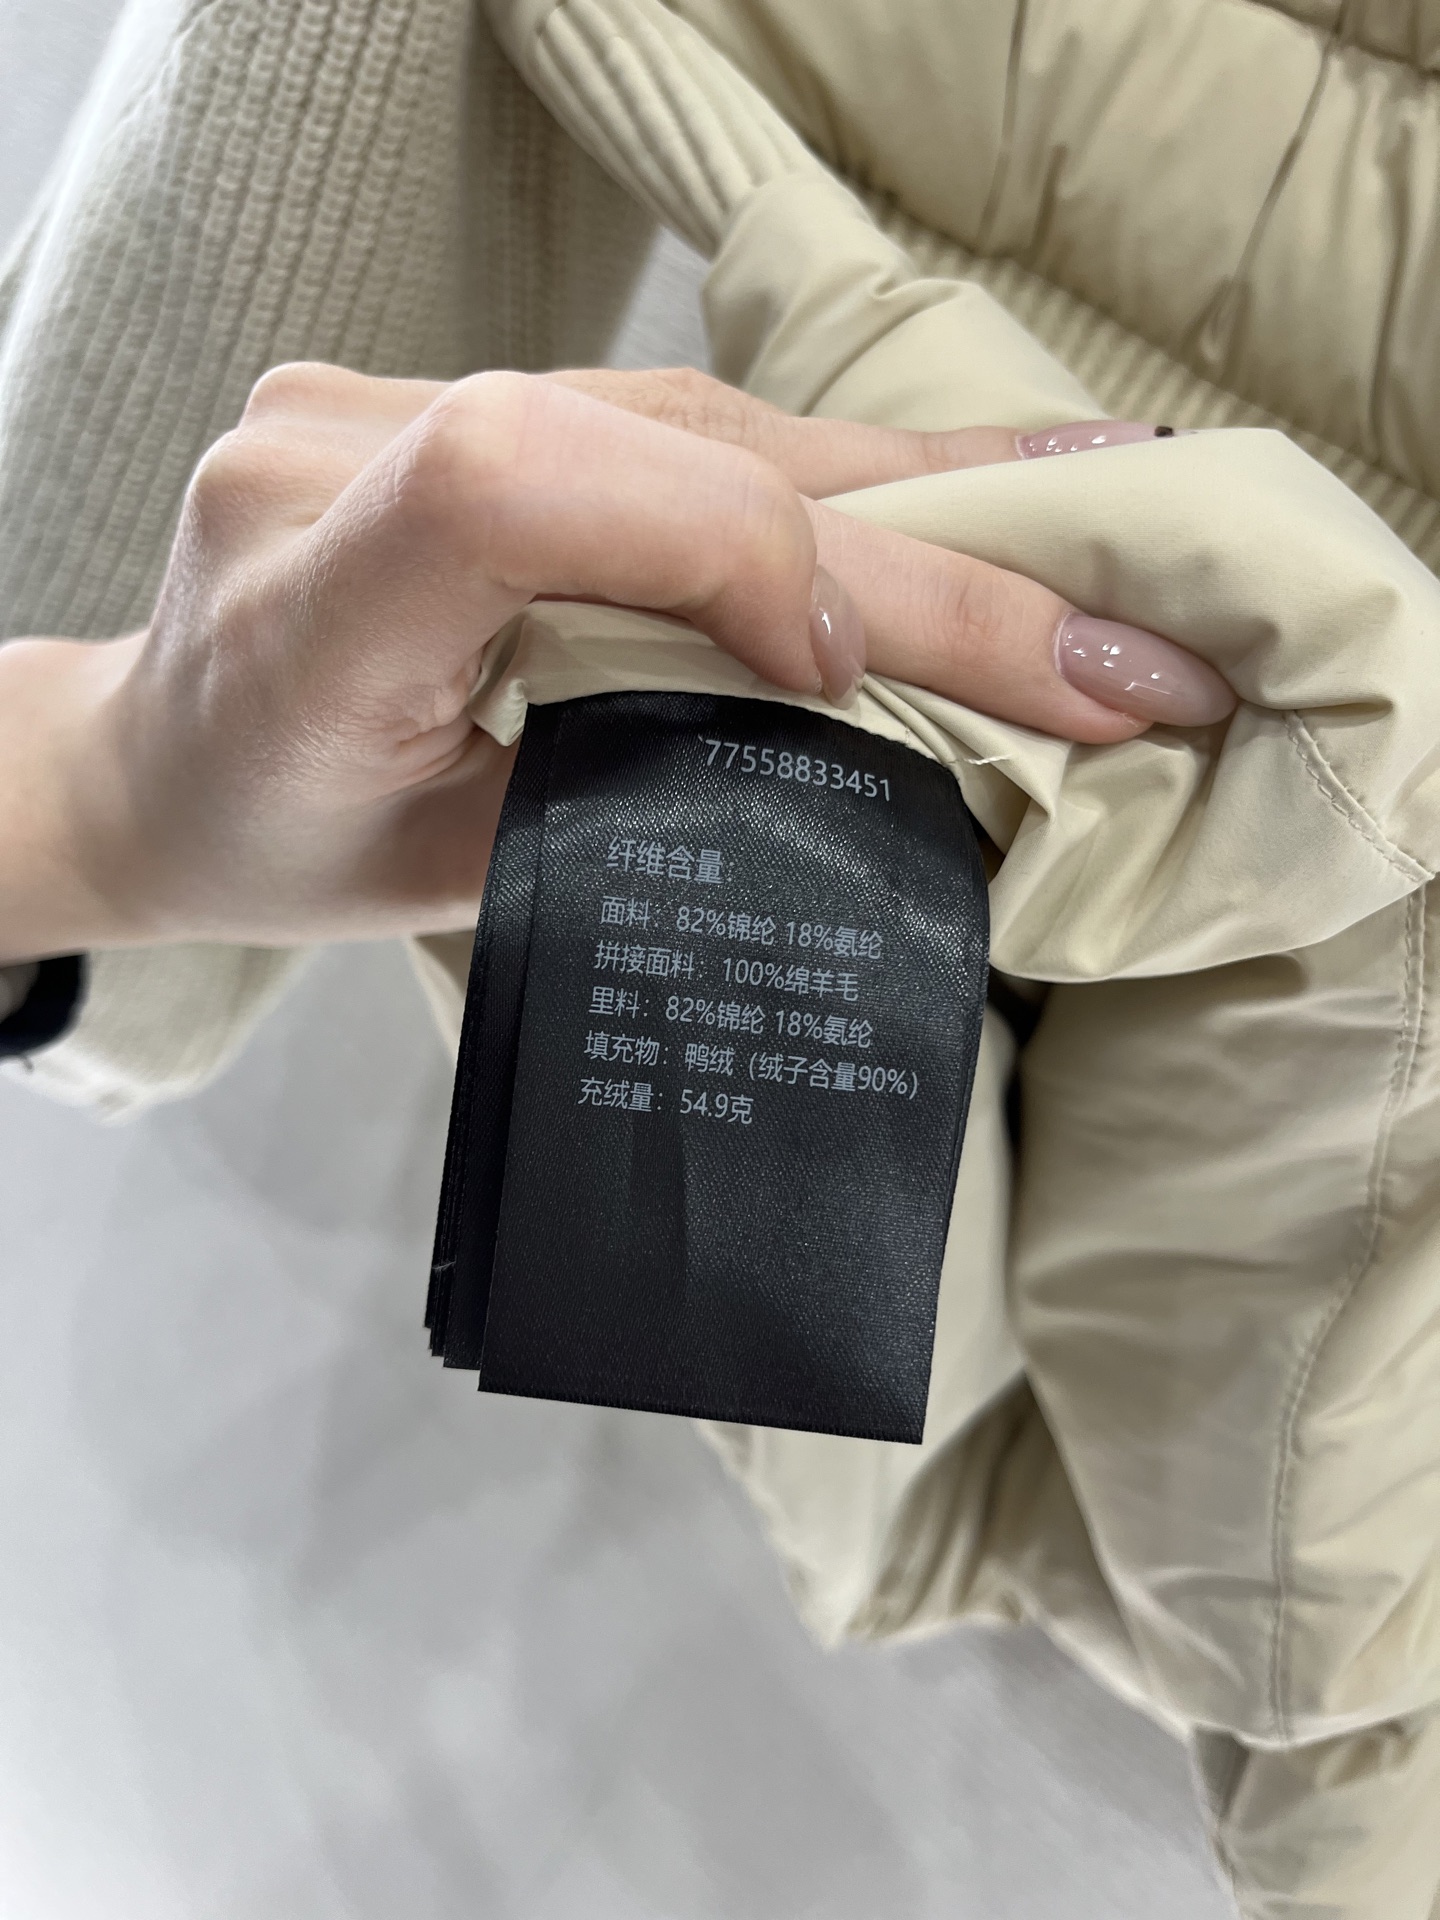 `77558833451
纤维含量:
面料：82%锦纶 18%氨纶
拼接面料：100%绵羊毛
里料：82%锦纶 18%氨纶
填充物：鸭绒（绒子含量90%）
充绒量：54.9克